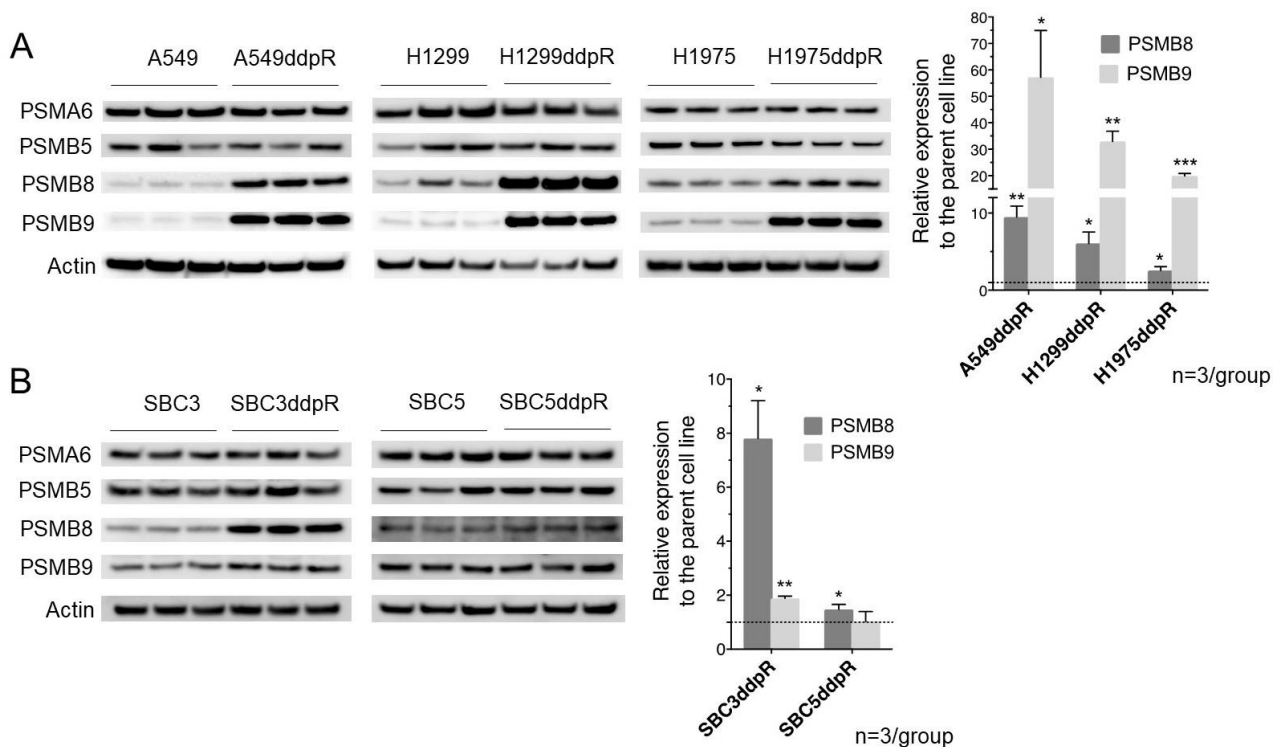 A
A549 A549ddpR H1299 H1299ddpR H1975 H1975ddpR
PSMA6
PSMB5
PSMB8
PSMB9
Actin
Relative expression
to the parent cell line
80
70
60
50
40
30
20
10
0
* ** ** * *** *
PSMB8
PSMB9
A549ddpR H1299ddpR H1975ddpR
n=3/group
B
SBC3 SBC3ddpR SBC5 SBC5ddpR
PSMA6
PSMB5
PSMB8
PSMB9
Actin
Relative expression
to the parent cell line
10
8
6
4
2
0
* ** *
PSMB8
PSMB9
SBC3ddpR SBC5ddpR
n=3/group